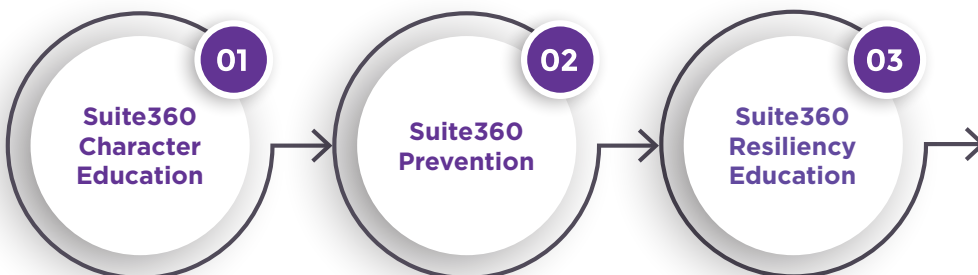 01
Suite360
Character
Education
02
Suite360
Prevention
03
Suite360
Resiliency
Education